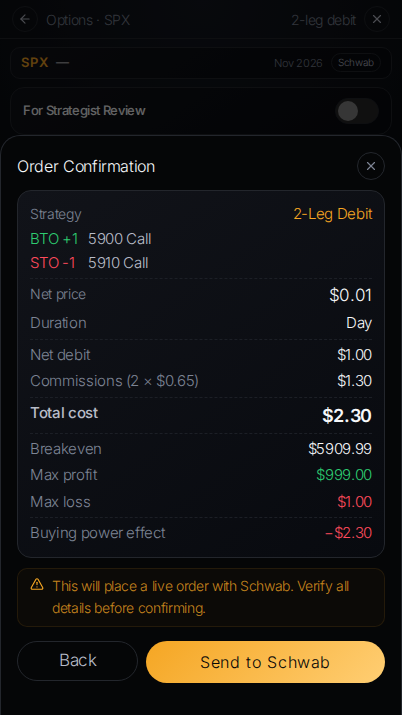 Options · SPX 2-leg debit
SPX — Nov 2026 Schwab
For Strategist Review
Order Confirmation
Strategy 2-Leg Debit
BTO +1 5900 Call
STO -1 5910 Call
Net price $0.01
Duration Day
Net debit $1.00
Commissions (2 × $0.65) $1.30
Total cost $2.30
Breakeven $5909.99
Max profit $999.00
Max loss $1.00
Buying power effect −$2.30
This will place a live order with Schwab. Verify all
details before confirming.
Back Send to Schwab